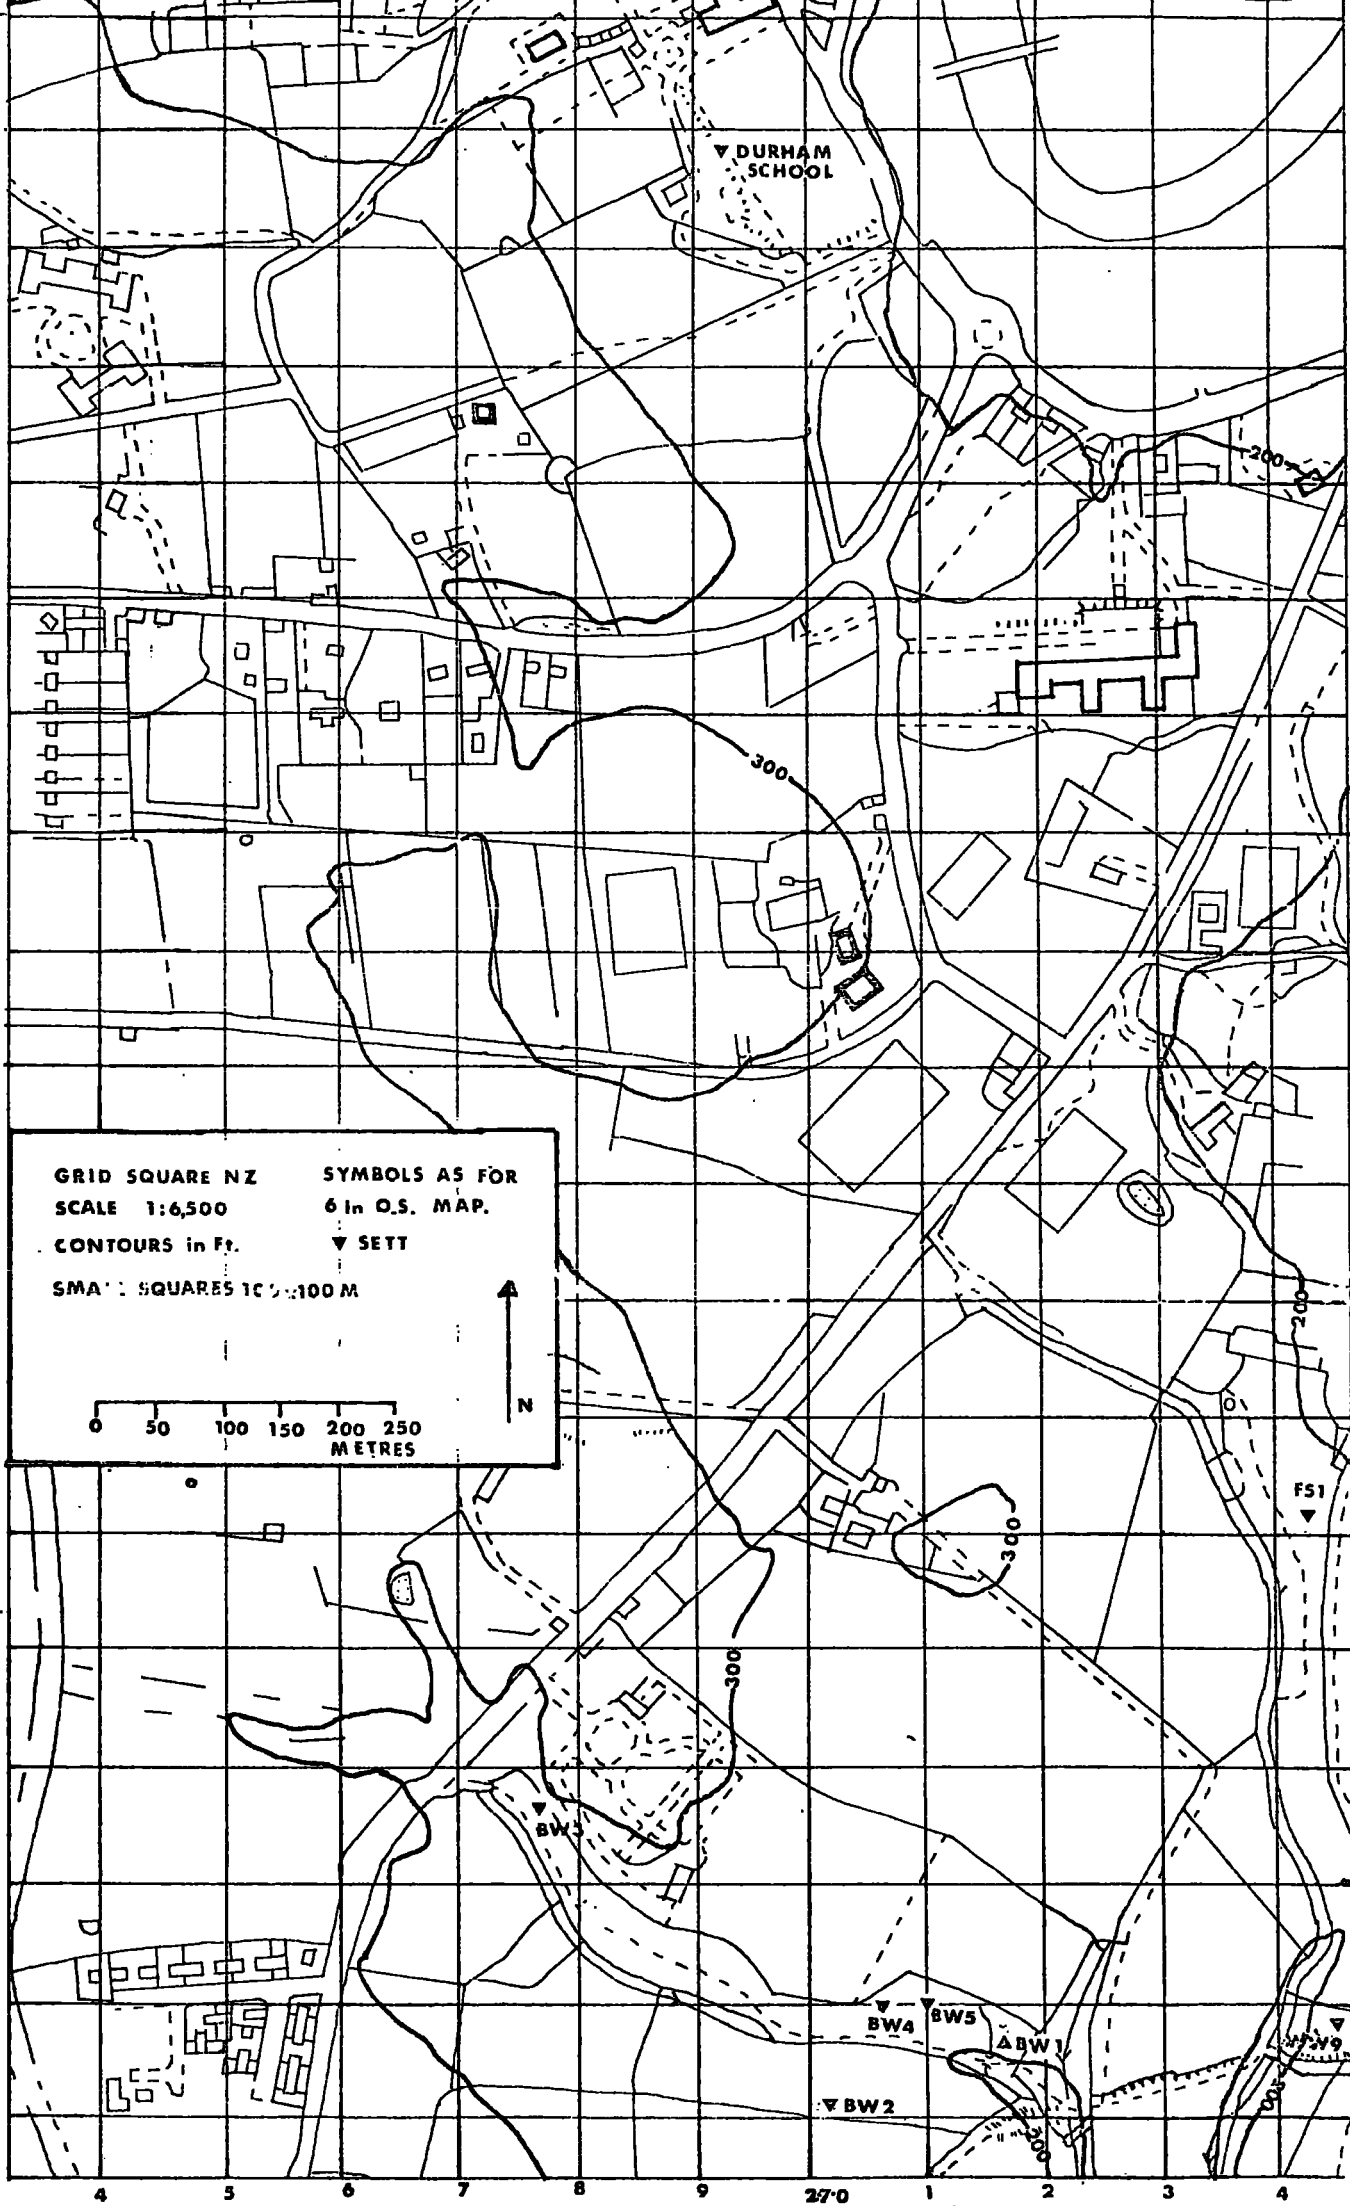 DURHAM
SCHOOL
200
300
GRID SQUARE NZ
SYMBOLS AS FOR
SCALE 1:6,500
6 In O.S. MAP.
CONTOURS in Ft.
SETT
SQUARES
100 M
N
0 50 100 150 200 250
METRES
200
FS1
300
300
BW3
BW4
BW5
BW1
BW2
200
4 5 6 7 8 9 27·0 1 2 3 4